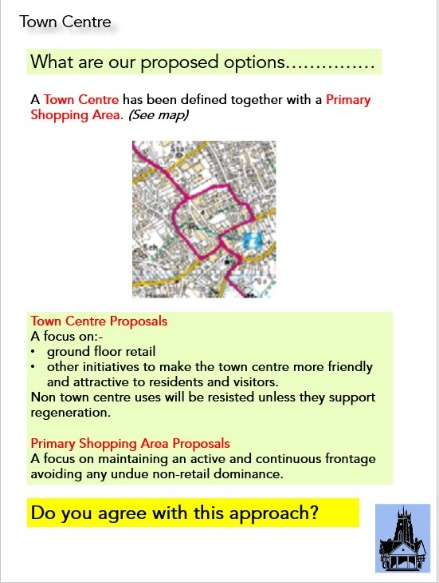 Town Centre
What are our proposed options……………
A Town Centre has been defined together with a Primary
Shopping Area. (See map)
Town Centre Proposals
A focus on:-
• ground floor retail
• other initiatives to make the town centre more friendly
and attractive to residents and visitors.
Non town centre uses will be resisted unless they support
regeneration.
Primary Shopping Area Proposals
A focus on maintaining an active and continuous frontage
avoiding any undue non-retail dominance.
Do you agree with this approach?